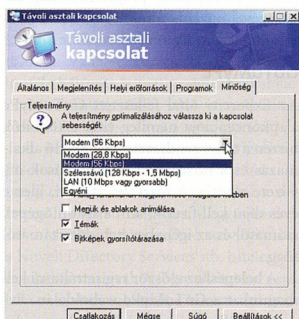 Távoli asztali kapcsolat
Távoli asztali
kapcsolat
Általános
Megjelenítés
Helyi erőforrások
Programok
Minőség
Teljesítmény
A teljesítmény optimalizálásához válassza ki a kapcsolat
sebességét.
Modem (56 Kbps)
Modem (28,8 Kbps)
Modem (56 Kbps)
Szélessávú (128 Kbps - 1,5 Mbps)
LAN (10 Mbps vagy gyorsabb)
Egyéni
Menük és ablakok animálása
Témák
Bitképek gyorsítótárazása
Csatlakozás
Mégse
Súgó
Beállítások <<